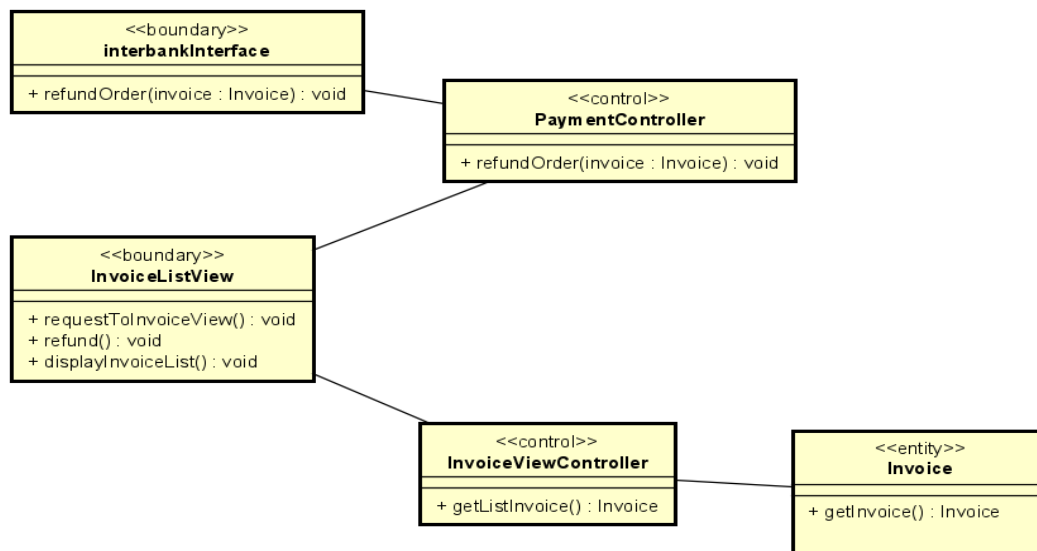 <<boundary>>
interbankInterface
+ refundOrder(invoice : Invoice) : void
<<control>>
PaymentController
+ refundOrder(invoice : Invoice) : void
<<boundary>>
InvoiceListView
+ requestToInvoiceView() : void
+ refund() : void
+ displayInvoiceList() : void
<<control>>
InvoiceViewController
+ getListInvoice() : Invoice
<<entity>>
Invoice
+ getInvoice() : Invoice